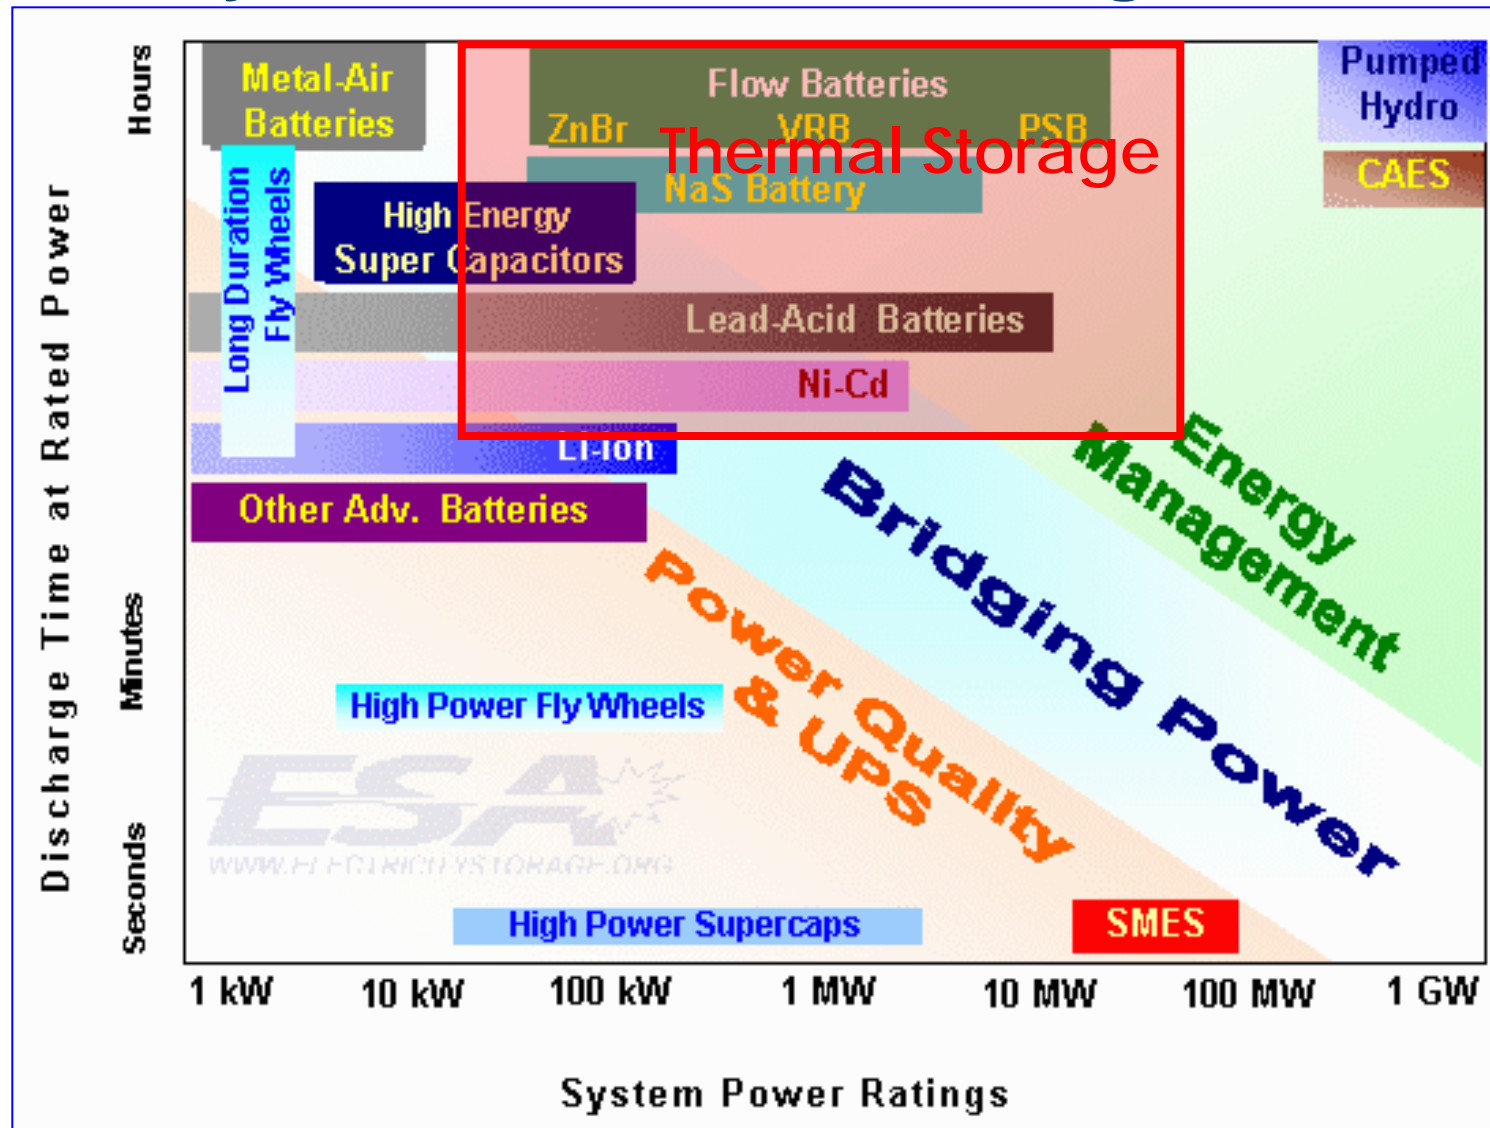 Discharge Time at Rated Power
Hours
Minutes
Seconds
Metal-Air
Batteries
Flow Batteries
ZnBr VRB PSB
Thermal Storage
NaS Battery
Pumped
Hydro
CAES
Long Duration
Fly Wheels
High Energy
Super Capacitors
Lead-Acid Batteries
Ni-Cd
Li-Ion
Other Adv. Batteries
Energy
Management
Bridging Power
Power Quality
& UPS
High Power Fly Wheels
ESA
WWW.ELECTRICITYSTORAGE.ORG
High Power Supercaps
SMES
1 kW 10 kW 100 kW 1 MW 10 MW 100 MW 1 GW
System Power Ratings